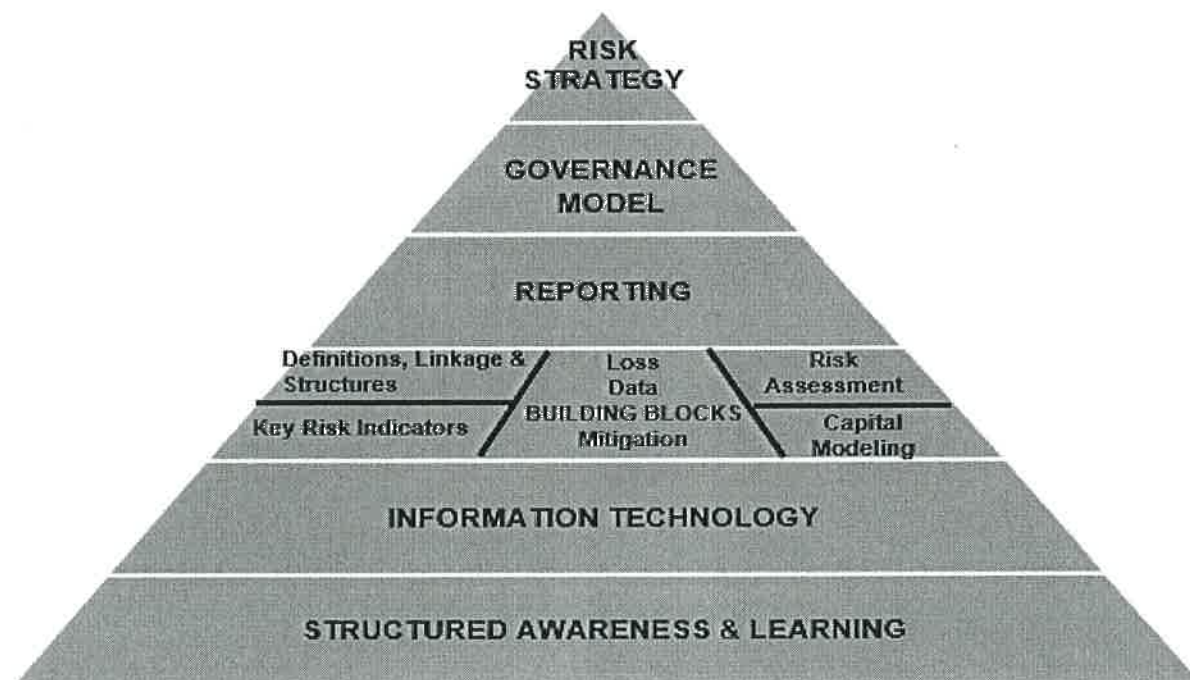 RISK
STRATEGY
GOVERNANCE
MODEL
REPORTING
Definitions, Linkage &
Structures
Key Risk Indicators
Loss
Data
BUILDING BLOCKS
Mitigation
Risk
Assessment
Capital
Modeling
INFORMATION TECHNOLOGY
STRUCTURED AWARENESS & LEARNING